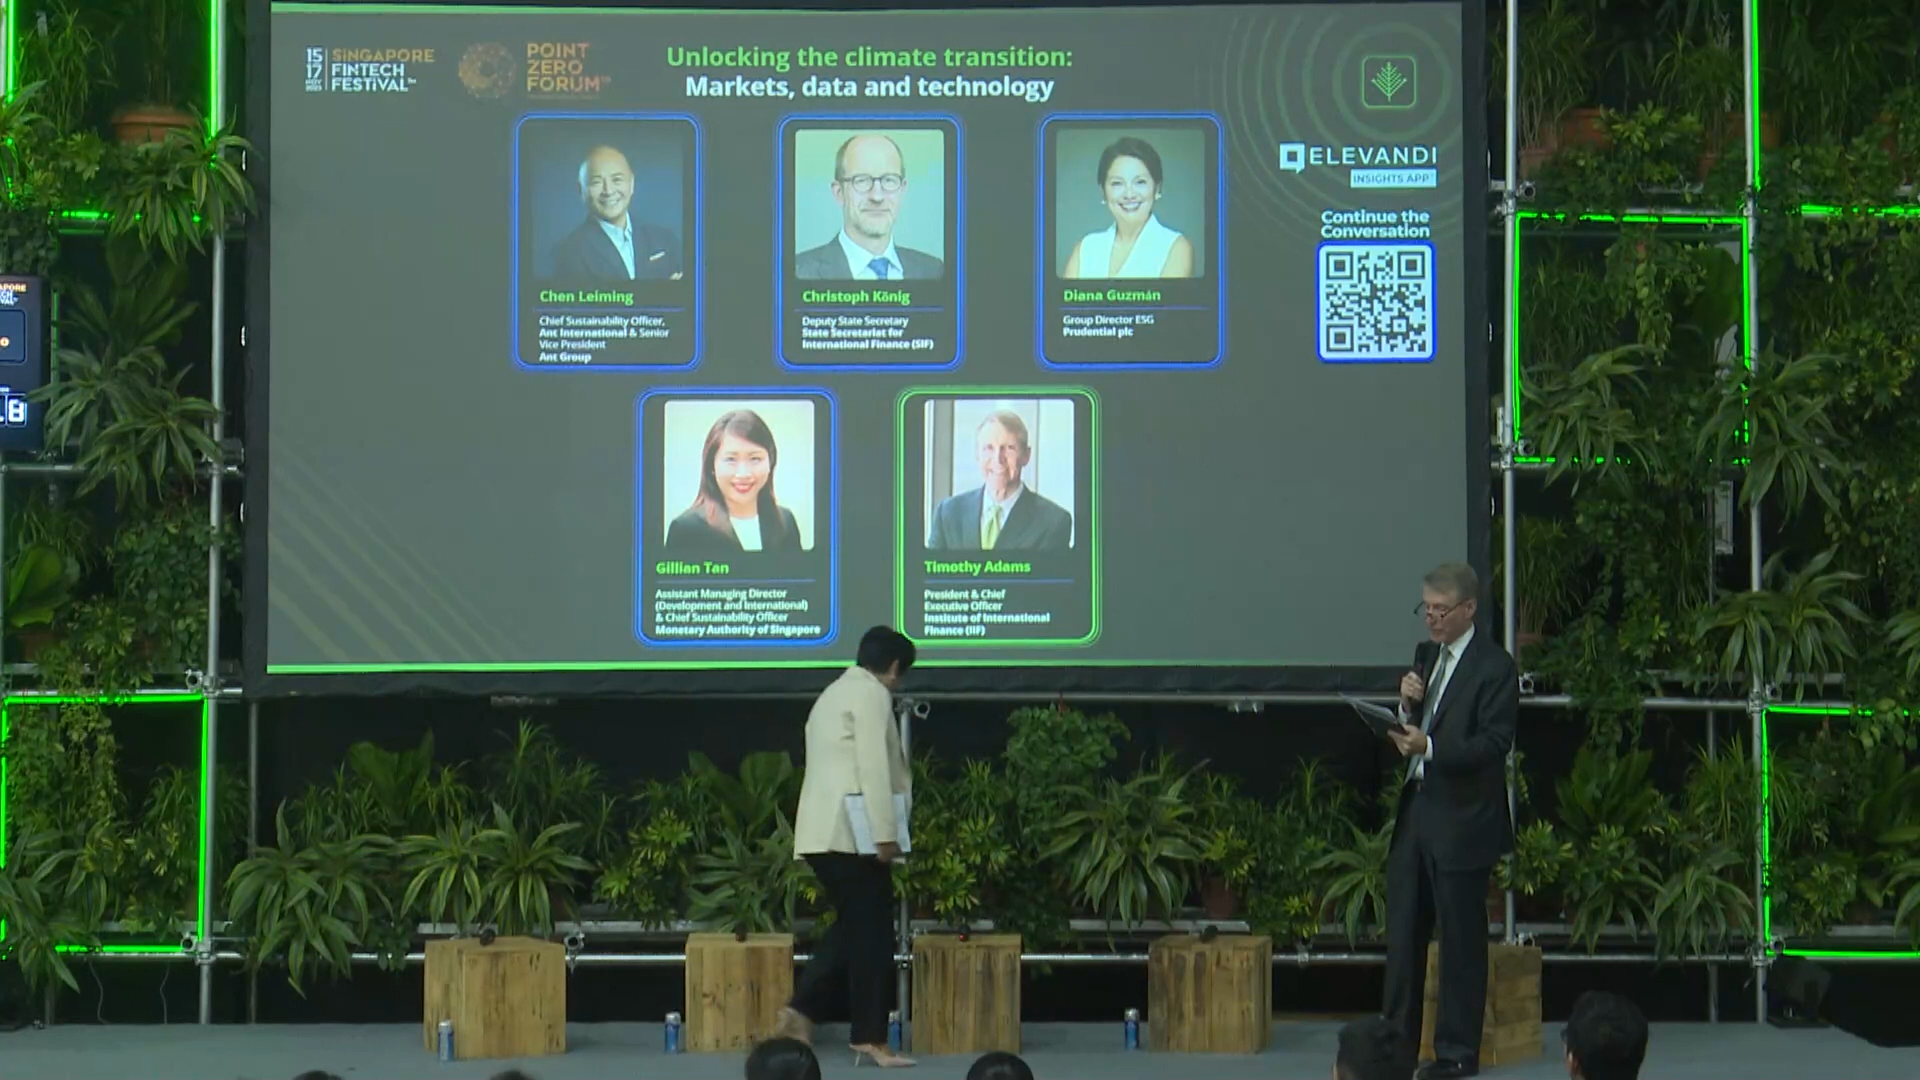 15
17
NOV
2023
SINGAPORE
FINTECH
FESTIVAL™
POINT
ZERO
FORUM
Unlocking the climate transition:
Markets, data and technology
ELEVANDI
INSIGHTS APP
Continue the
Conversation
Chen Leiming
Chief Sustainability Officer,
Ant International & Senior
Vice President
Ant Group
Christoph König
Deputy State Secretary
State Secretariat for
International Finance (SIF)
Diana Guzmán
Group Director ESG
Prudential plc
Gillian Tan
Assistant Managing Director
(Development and International)
& Chief Sustainability Officer
Monetary Authority of Singapore
Timothy Adams
President & Chief
Executive Officer
Institute of International
Finance (IIF)